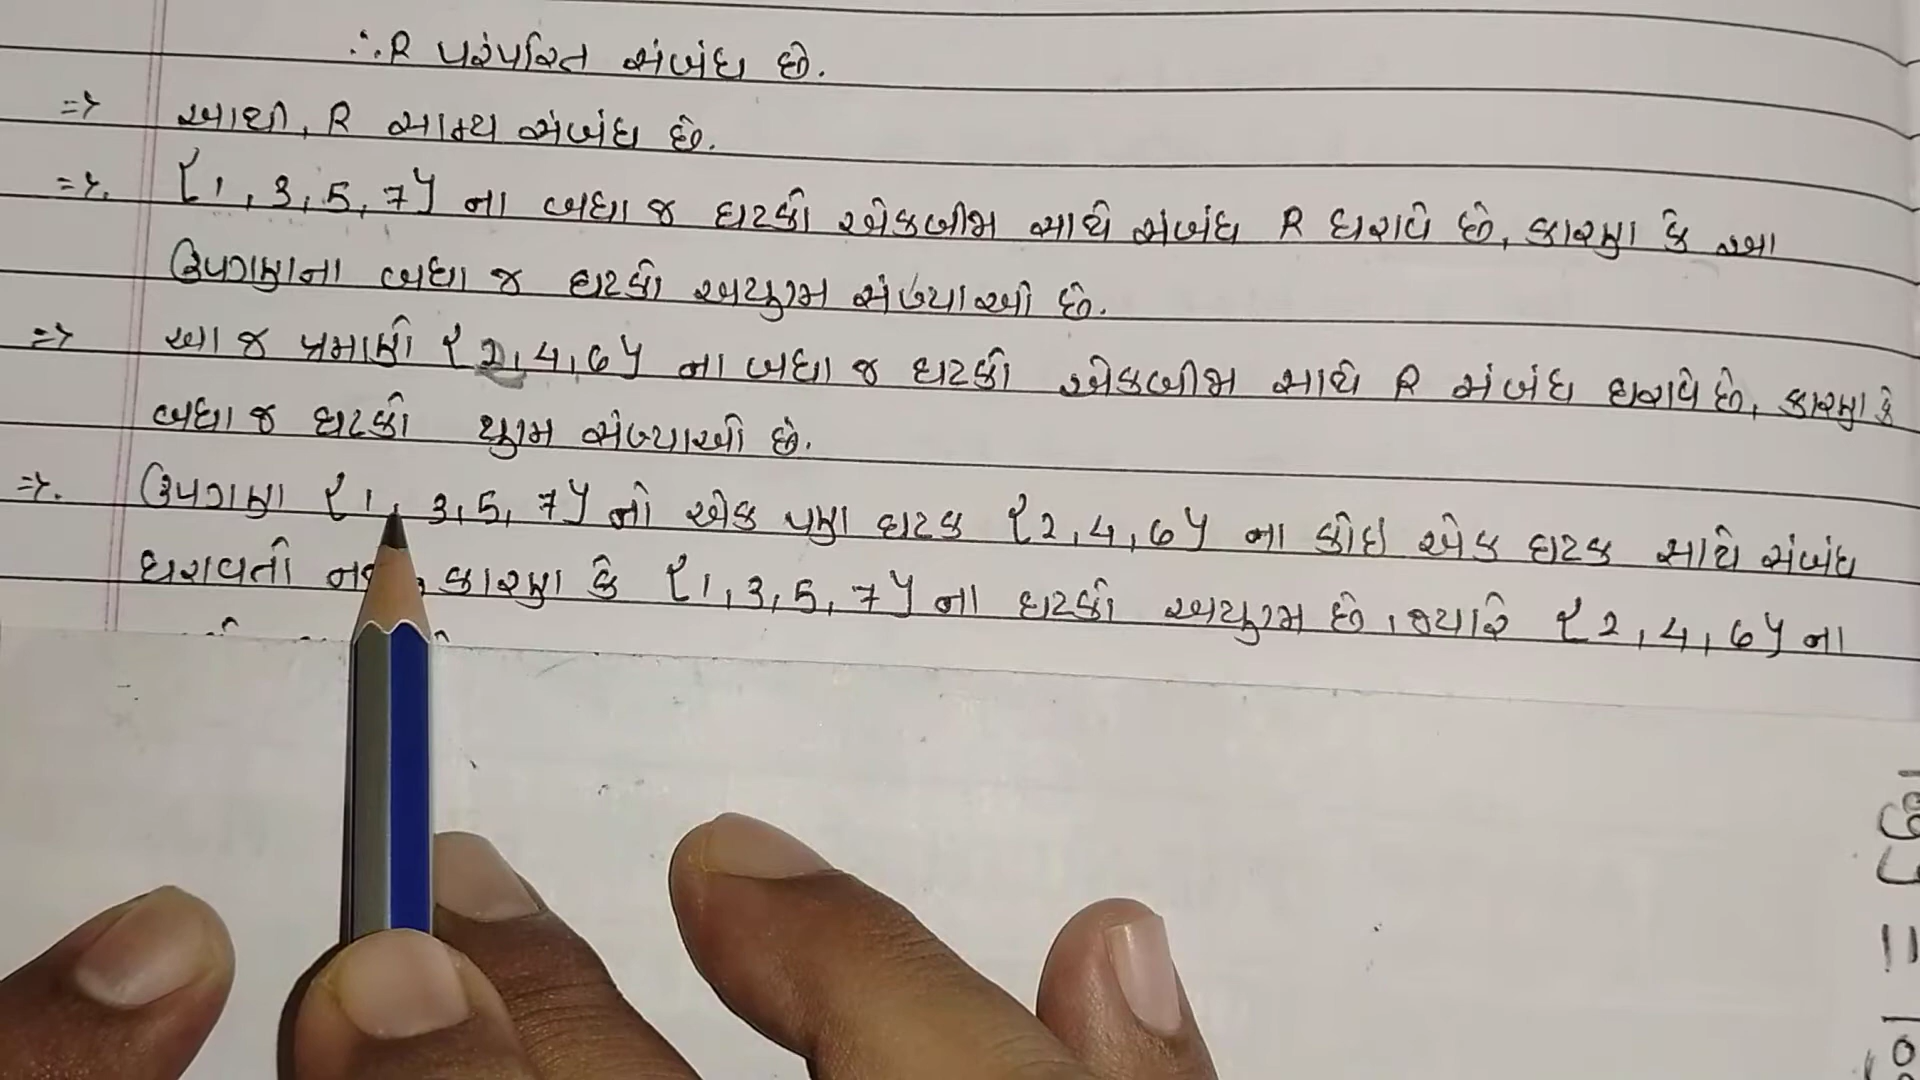 ∴ R પરંપરિત સંબંધ છે.
⇒ આથી, R સામ્ય સંબંધ છે.
⇒ {1, 3, 5, 7} ના બધા જ ઘટકો એકબીજા સાથે સંબંધ R ધરાવે છે, કારણ કે આ
ઉપગણના બધા જ ઘટકો અયુગ્મ સંખ્યાઓ છે.
⇒ આ જ પ્રમાણે {2, 4, 6} ના બધા જ ઘટકો એકબીજા સાથે R સંબંધ ધરાવે છે, કારણ કે
બધા જ ઘટકો યુગ્મ સંખ્યાઓ છે.
⇒ ઉપગણ {1, 3, 5, 7} નો એક પણ ઘટક {2, 4, 6} ના કોઈ એક ઘટક સાથે સંબંધ
ધરાવતો કારણ કે {1, 3, 5, 7} ના ઘટકો અયુગ્મ છે, જ્યારે {2, 4, 6} ના